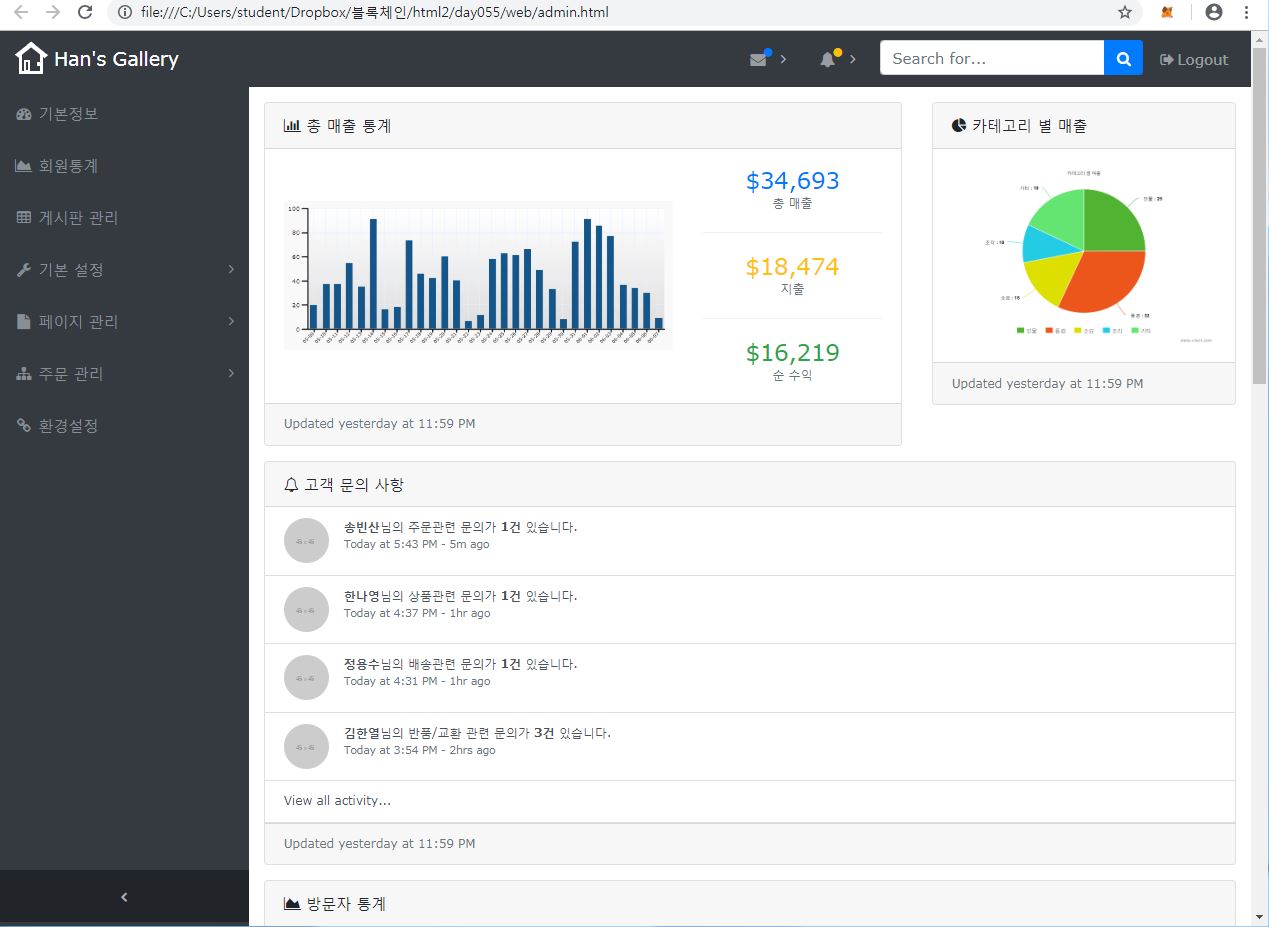 file:///C:/Users/student/Dropbox/블록체인/html2/day055/web/admin.html
Han's Gallery
Search for...
Logout
기본정보
회원통계
게시판 관리
기본 설정
페이지 관리
주문 관리
환경설정
총 매출 통계
100
80
60
40
20
0
$34,693
총 매출
$18,474
지출
$16,219
순 수익
Updated yesterday at 11:59 PM
카테고리 별 매출
카테고리 별 매출
Updated yesterday at 11:59 PM
고객 문의 사항
송빈산님의 주문관련 문의가 1건 있습니다.
Today at 5:43 PM - 5m ago
한나영님의 상품관련 문의가 1건 있습니다.
Today at 4:37 PM - 1hr ago
정용수님의 배송관련 문의가 1건 있습니다.
Today at 4:31 PM - 1hr ago
김한열님의 반품/교환 관련 문의가 3건 있습니다.
Today at 3:54 PM - 2hrs ago
View all activity...
Updated yesterday at 11:59 PM
방문자 통계